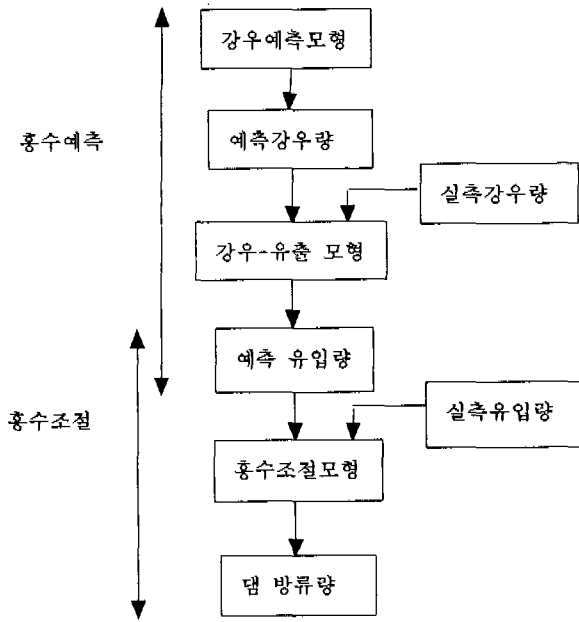 강우예측모형
홍수예측
예측강우량
실측강우량
강우-유출 모형
예측 유입량
홍수조절
실측유입량
홍수조절모형
댐 방류량